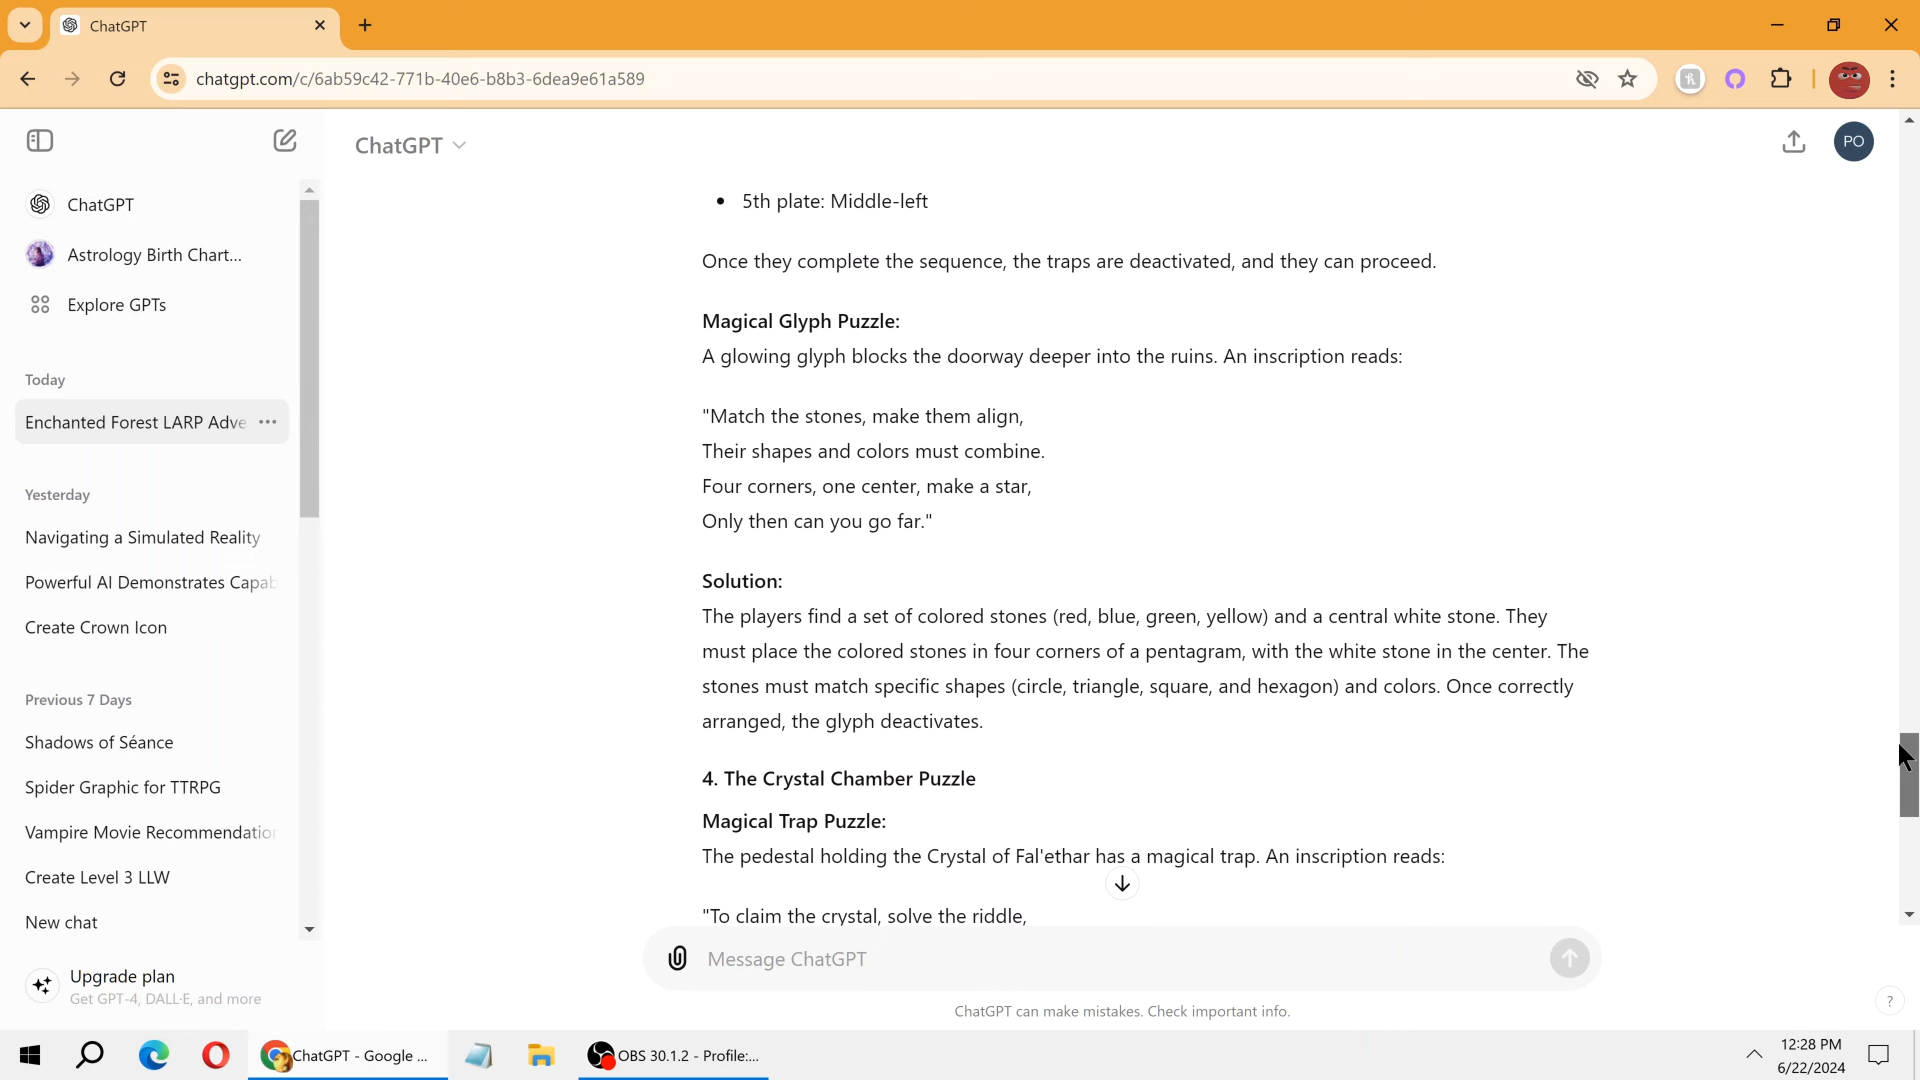 ChatGPT
chatgpt.com/c/6ab59c42-771b-40e6-b8b3-6dea9e61a589
ChatGPT
PO
ChatGPT
Astrology Birth Chart...
Explore GPTs
Today
Enchanted Forest LARP Adve
Yesterday
Navigating a Simulated Reality
Powerful AI Demonstrates Capab
Create Crown Icon
Previous 7 Days
Shadows of Séance
Spider Graphic for TTRPG
Vampire Movie Recommendation
Create Level 3 LLW
New chat
Upgrade plan
Get GPT-4, DALL·E, and more
• 5th plate: Middle-left
Once they complete the sequence, the traps are deactivated, and they can proceed.
Magical Glyph Puzzle:
A glowing glyph blocks the doorway deeper into the ruins. An inscription reads:
"Match the stones, make them align,
Their shapes and colors must combine.
Four corners, one center, make a star,
Only then can you go far."
Solution:
The players find a set of colored stones (red, blue, green, yellow) and a central white stone. They
must place the colored stones in four corners of a pentagram, with the white stone in the center. The
stones must match specific shapes (circle, triangle, square, and hexagon) and colors. Once correctly
arranged, the glyph deactivates.
4. The Crystal Chamber Puzzle
Magical Trap Puzzle:
The pedestal holding the Crystal of Fal'ethar has a magical trap. An inscription reads:
"To claim the crystal, solve the riddle,
Message ChatGPT
ChatGPT can make mistakes. Check important info.
?
ChatGPT - Google ...
OBS 30.1.2 - Profile:...
12:28 PM
6/22/2024